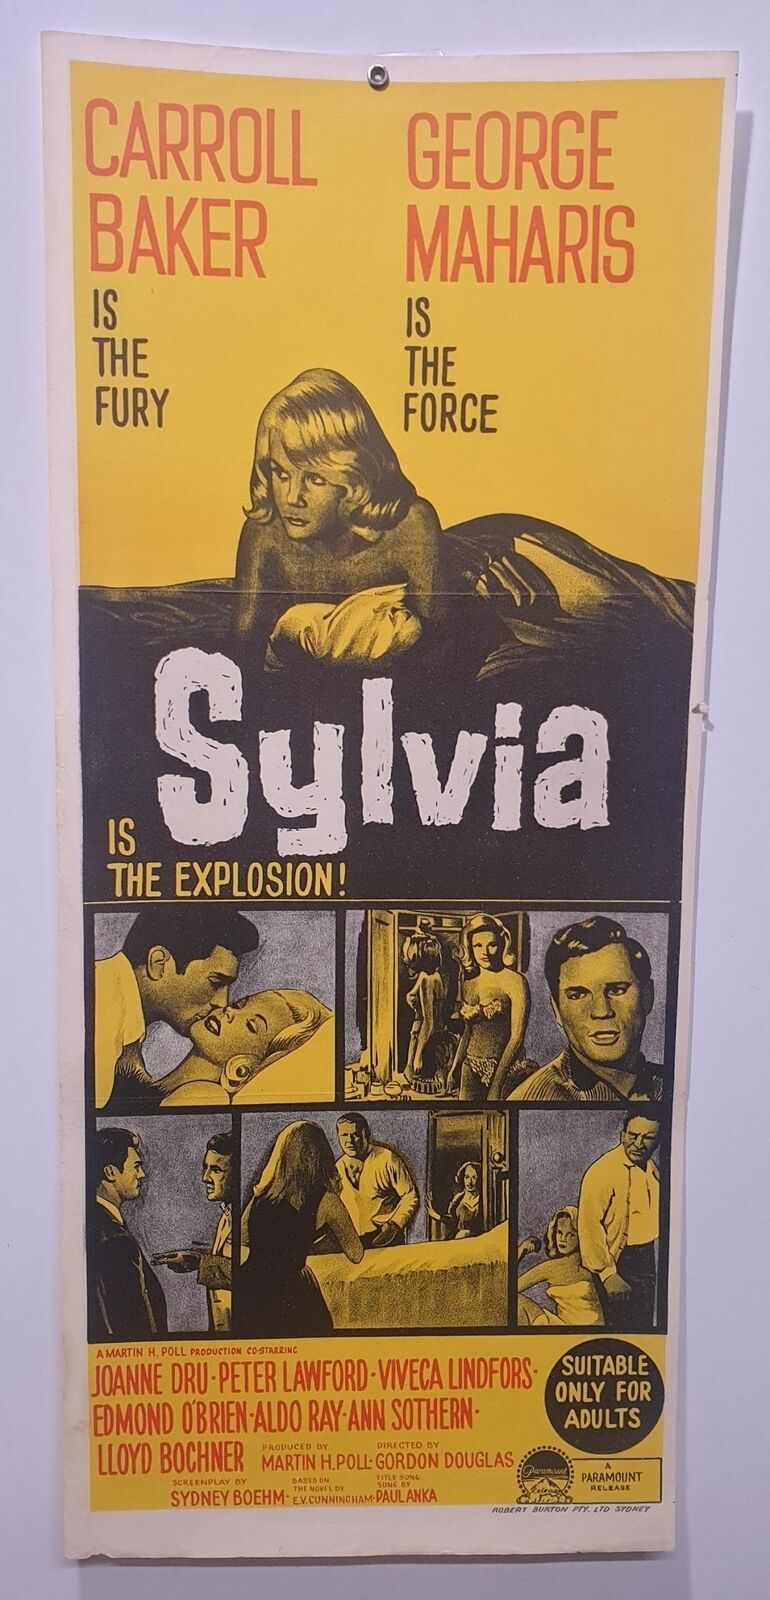 CARROLL
BAKER
IS
THE
FURY
GEORGE
MAHARIS
IS
THE
FORCE
Sylvia
IS
THE EXPLOSION!
A MARTIN H. POLL PRODUCTION CO-STARRING
JOANNE DRU · PETER LAWFORD · VIVECA LINDFORS ·
EDMOND O'BRIEN · ALDO RAY · ANN SOTHERN ·
LLOYD BOCHNER
PRODUCED BY
MARTIN H. POLL ·
DIRECTED BY
GORDON DOUGLAS
SCREENPLAY BY
SYDNEY BOEHM ·
BASED ON
THE NOVEL BY
E.V. CUNNINGHAM ·
TITLE SONG
SUNG BY
PAUL ANKA
SUITABLE
ONLY FOR
ADULTS
Paramount
Release
A
PARAMOUNT
RELEASE
ROBERT BURTON PTY. LTD SYDNEY